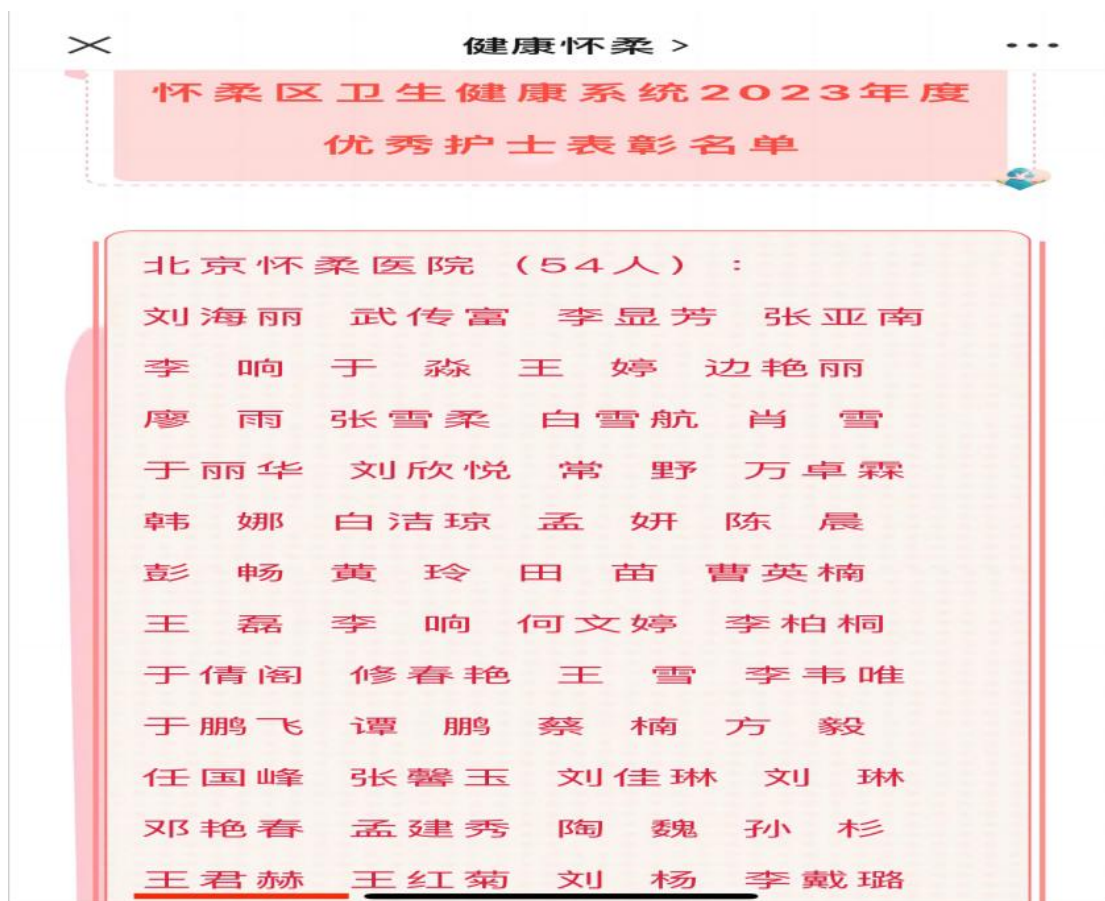 健康怀柔 >
怀柔区卫生健康系统2023年度
优秀护士表彰名单
北京怀柔医院（54人）：
刘海丽 武传富 李显芳 张亚南
李 响 于 淼 王 婷 边艳丽
廖 雨 张雪柔 白雪航 肖 雪
于丽华 刘欣悦 常 野 万卓霖
韩 娜 白洁琼 孟 妍 陈 晨
彭 畅 黄 玲 田 苗 曹英楠
王 磊 李 响 何文婷 李柏桐
于倩阁 修春艳 王 雪 李韦唯
于鹏飞 谭 鹏 蔡 楠 方 毅
任国峰 张馨玉 刘佳琳 刘 琳
邓艳春 孟建秀 陶 魏 孙 杉
王君赫 王红菊 刘 杨 李戴璐